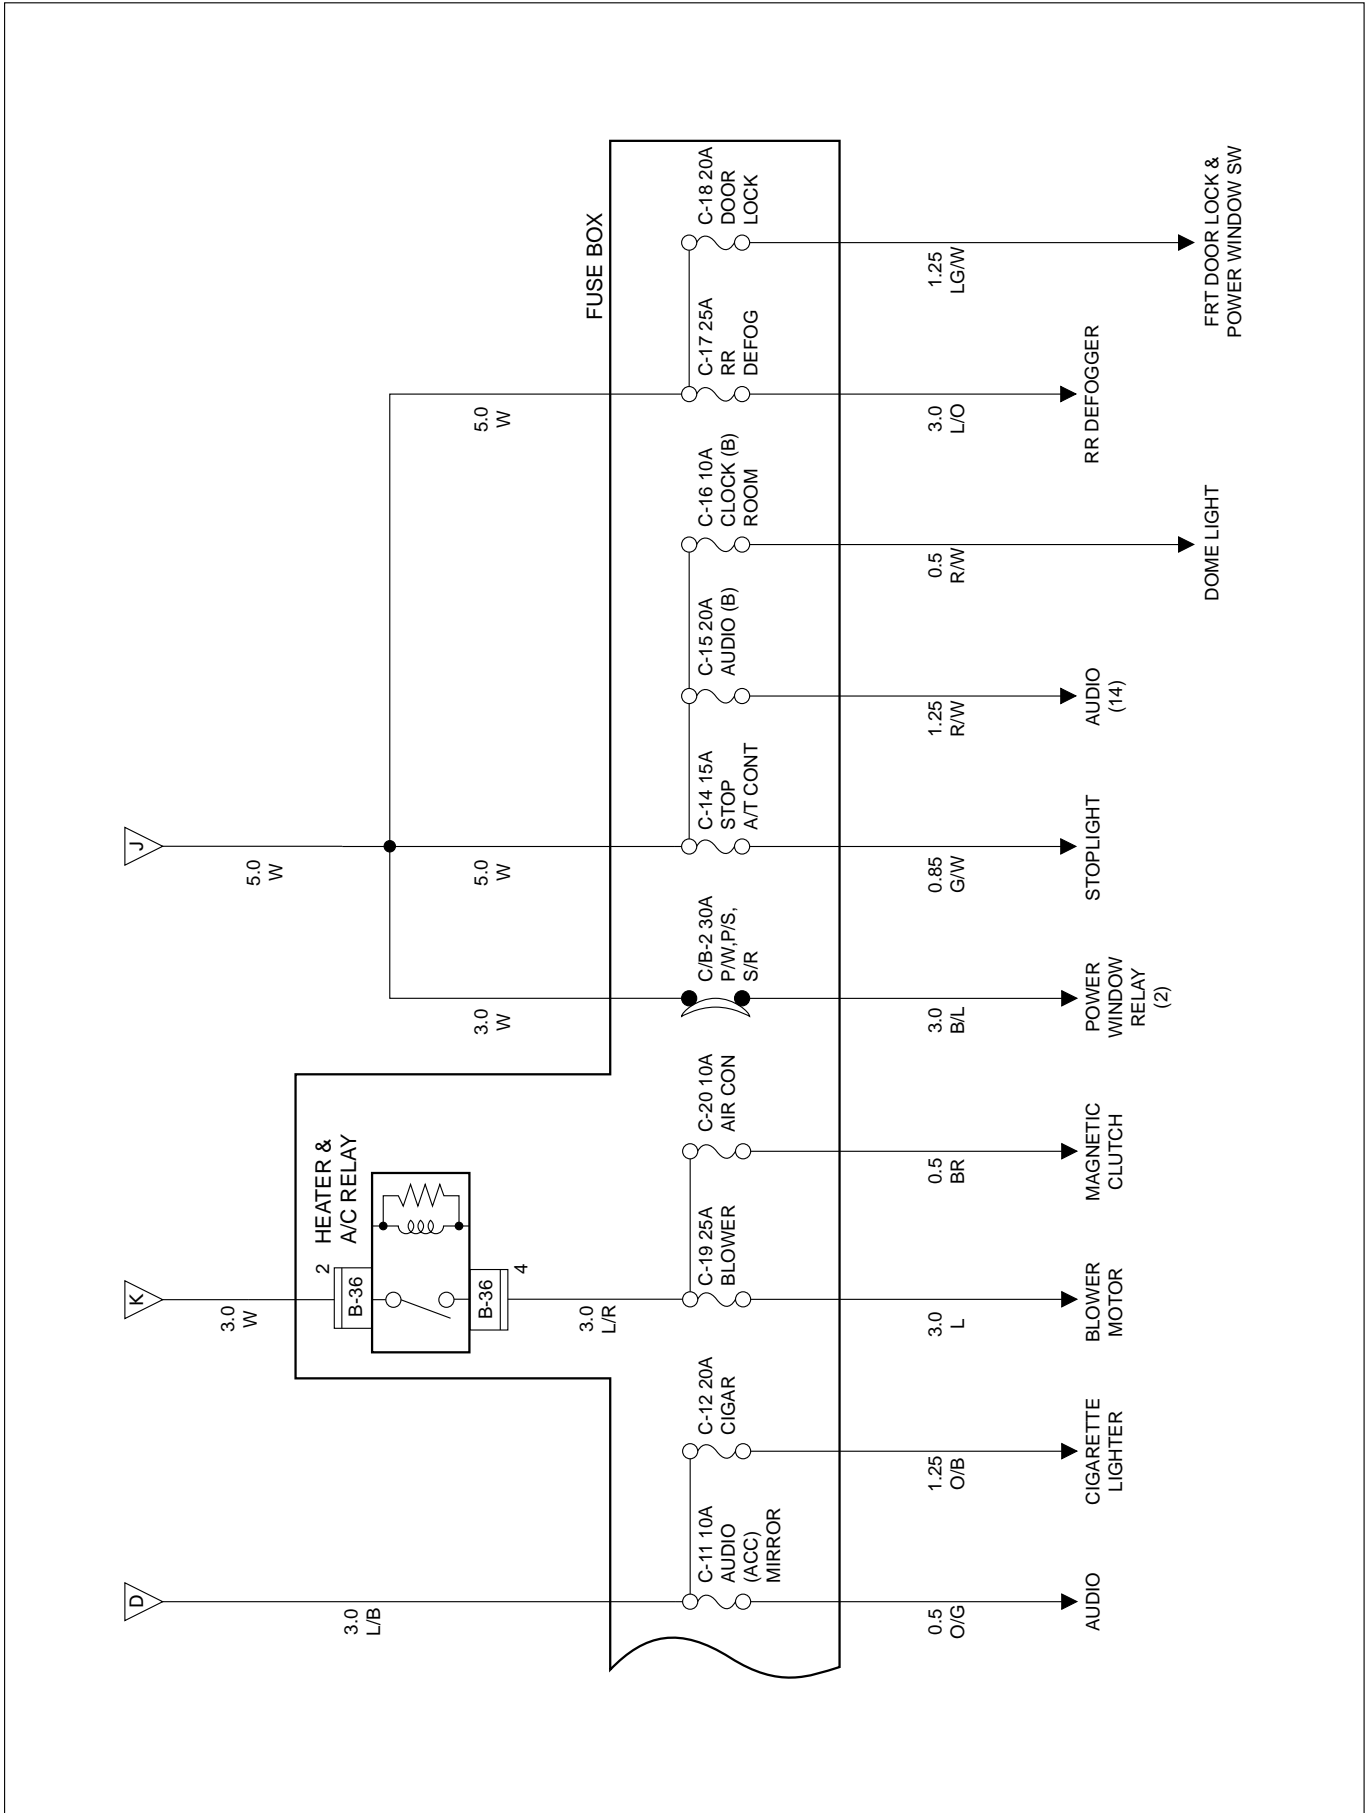 D
3.0
L/B
K
3.0
W
J
5.0
W
HEATER &
A/C RELAY
2
B-36
B-36
4
3.0
L/R
3.0
W
5.0
W
5.0
W
FUSE BOX
C-11 10A
AUDIO
(ACC)
MIRROR
C-12 20A
CIGAR
C-19 25A
BLOWER
C-20 10A
AIR CON
C/B-2 30A
P/W,P/S,
S/R
C-14 15A
STOP
A/T CONT
C-15 20A
AUDIO (B)
C-16 10A
CLOCK (B)
ROOM
C-17 25A
RR
DEFOG
C-18 20A
DOOR
LOCK
0.5
O/G
1.25
O/B
3.0
L
0.5
BR
3.0
B/L
0.85
G/W
1.25
R/W
0.5
R/W
3.0
L/O
1.25
LG/W
AUDIO
CIGARETTE
LIGHTER
BLOWER
MOTOR
MAGNETIC
CLUTCH
POWER
WINDOW
RELAY
(2)
STOPLIGHT
AUDIO
(14)
DOME LIGHT
RR DEFOGGER
FRT DOOR LOCK &
POWER WINDOW SW